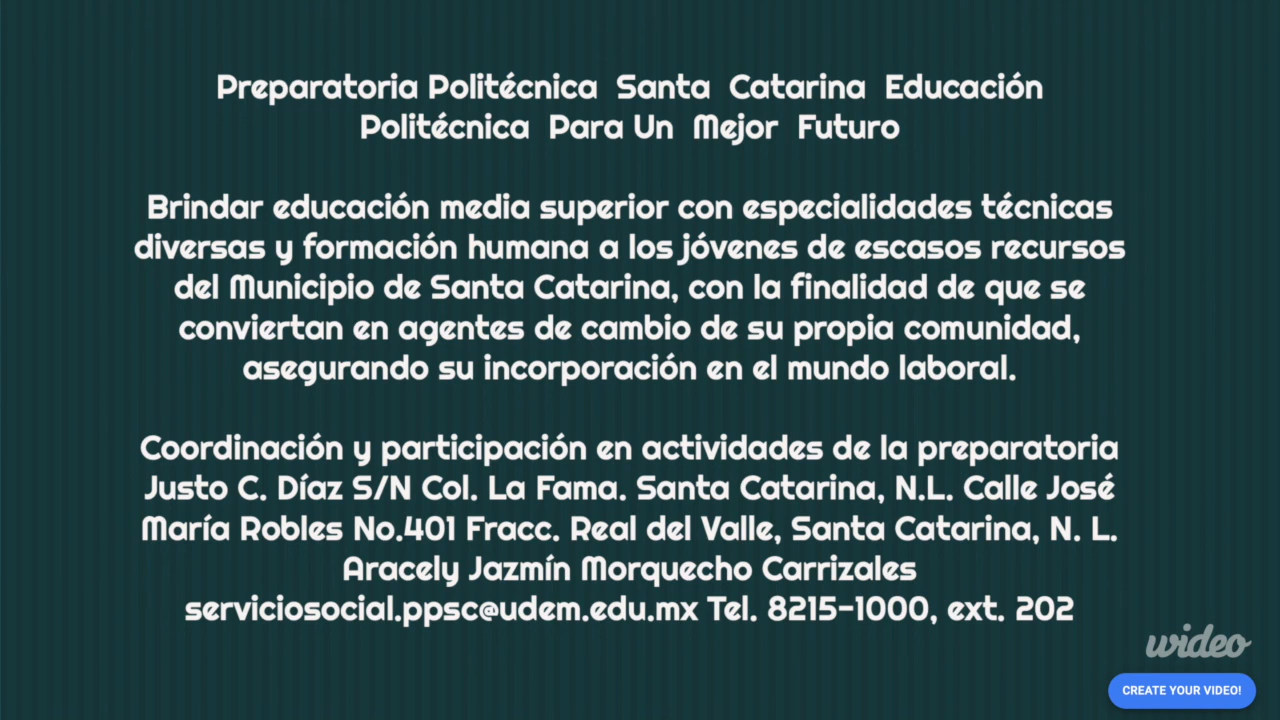 Preparatoria Politécnica Santa Catarina Educación
Politécnica Para Un Mejor Futuro
Brindar educación media superior con especialidades técnicas
diversas y formación humana a los jóvenes de escasos recursos
del Municipio de Santa Catarina, con la finalidad de que se
conviertan en agentes de cambio de su propia comunidad,
asegurando su incorporación en el mundo laboral.
Coordinación y participación en actividades de la preparatoria
Justo C. Díaz S/N Col. La Fama. Santa Catarina, N.L. Calle José
María Robles No.401 Fracc. Real del Valle, Santa Catarina, N. L.
Aracely Jazmín Morquecho Carrizales
serviciosocial.ppsc@udem.edu.mx Tel. 8215-1000, ext. 202
wideo
CREATE YOUR VIDEO!